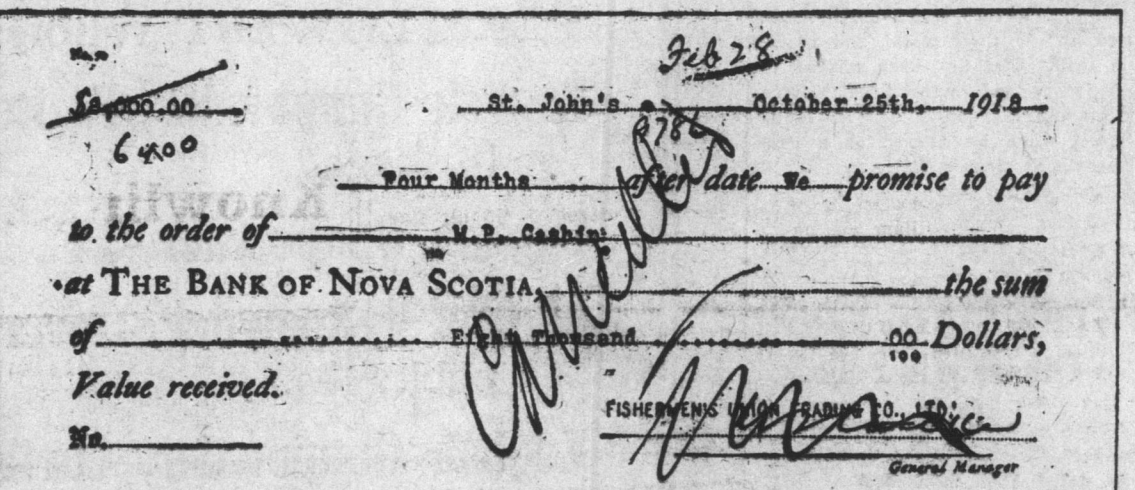 Feb 28
$8,000.00
St. John's October 25th, 1918
6400
8786
Four Months after date We promise to pay
to the order of M.P. Cashin
at THE BANK OF NOVA SCOTIA, the sum
of Eight Thousand 00/100 Dollars,
Cancelled
Value received.
FISHERMEN'S UNION TRADING CO., LTD.
No.
General Manager